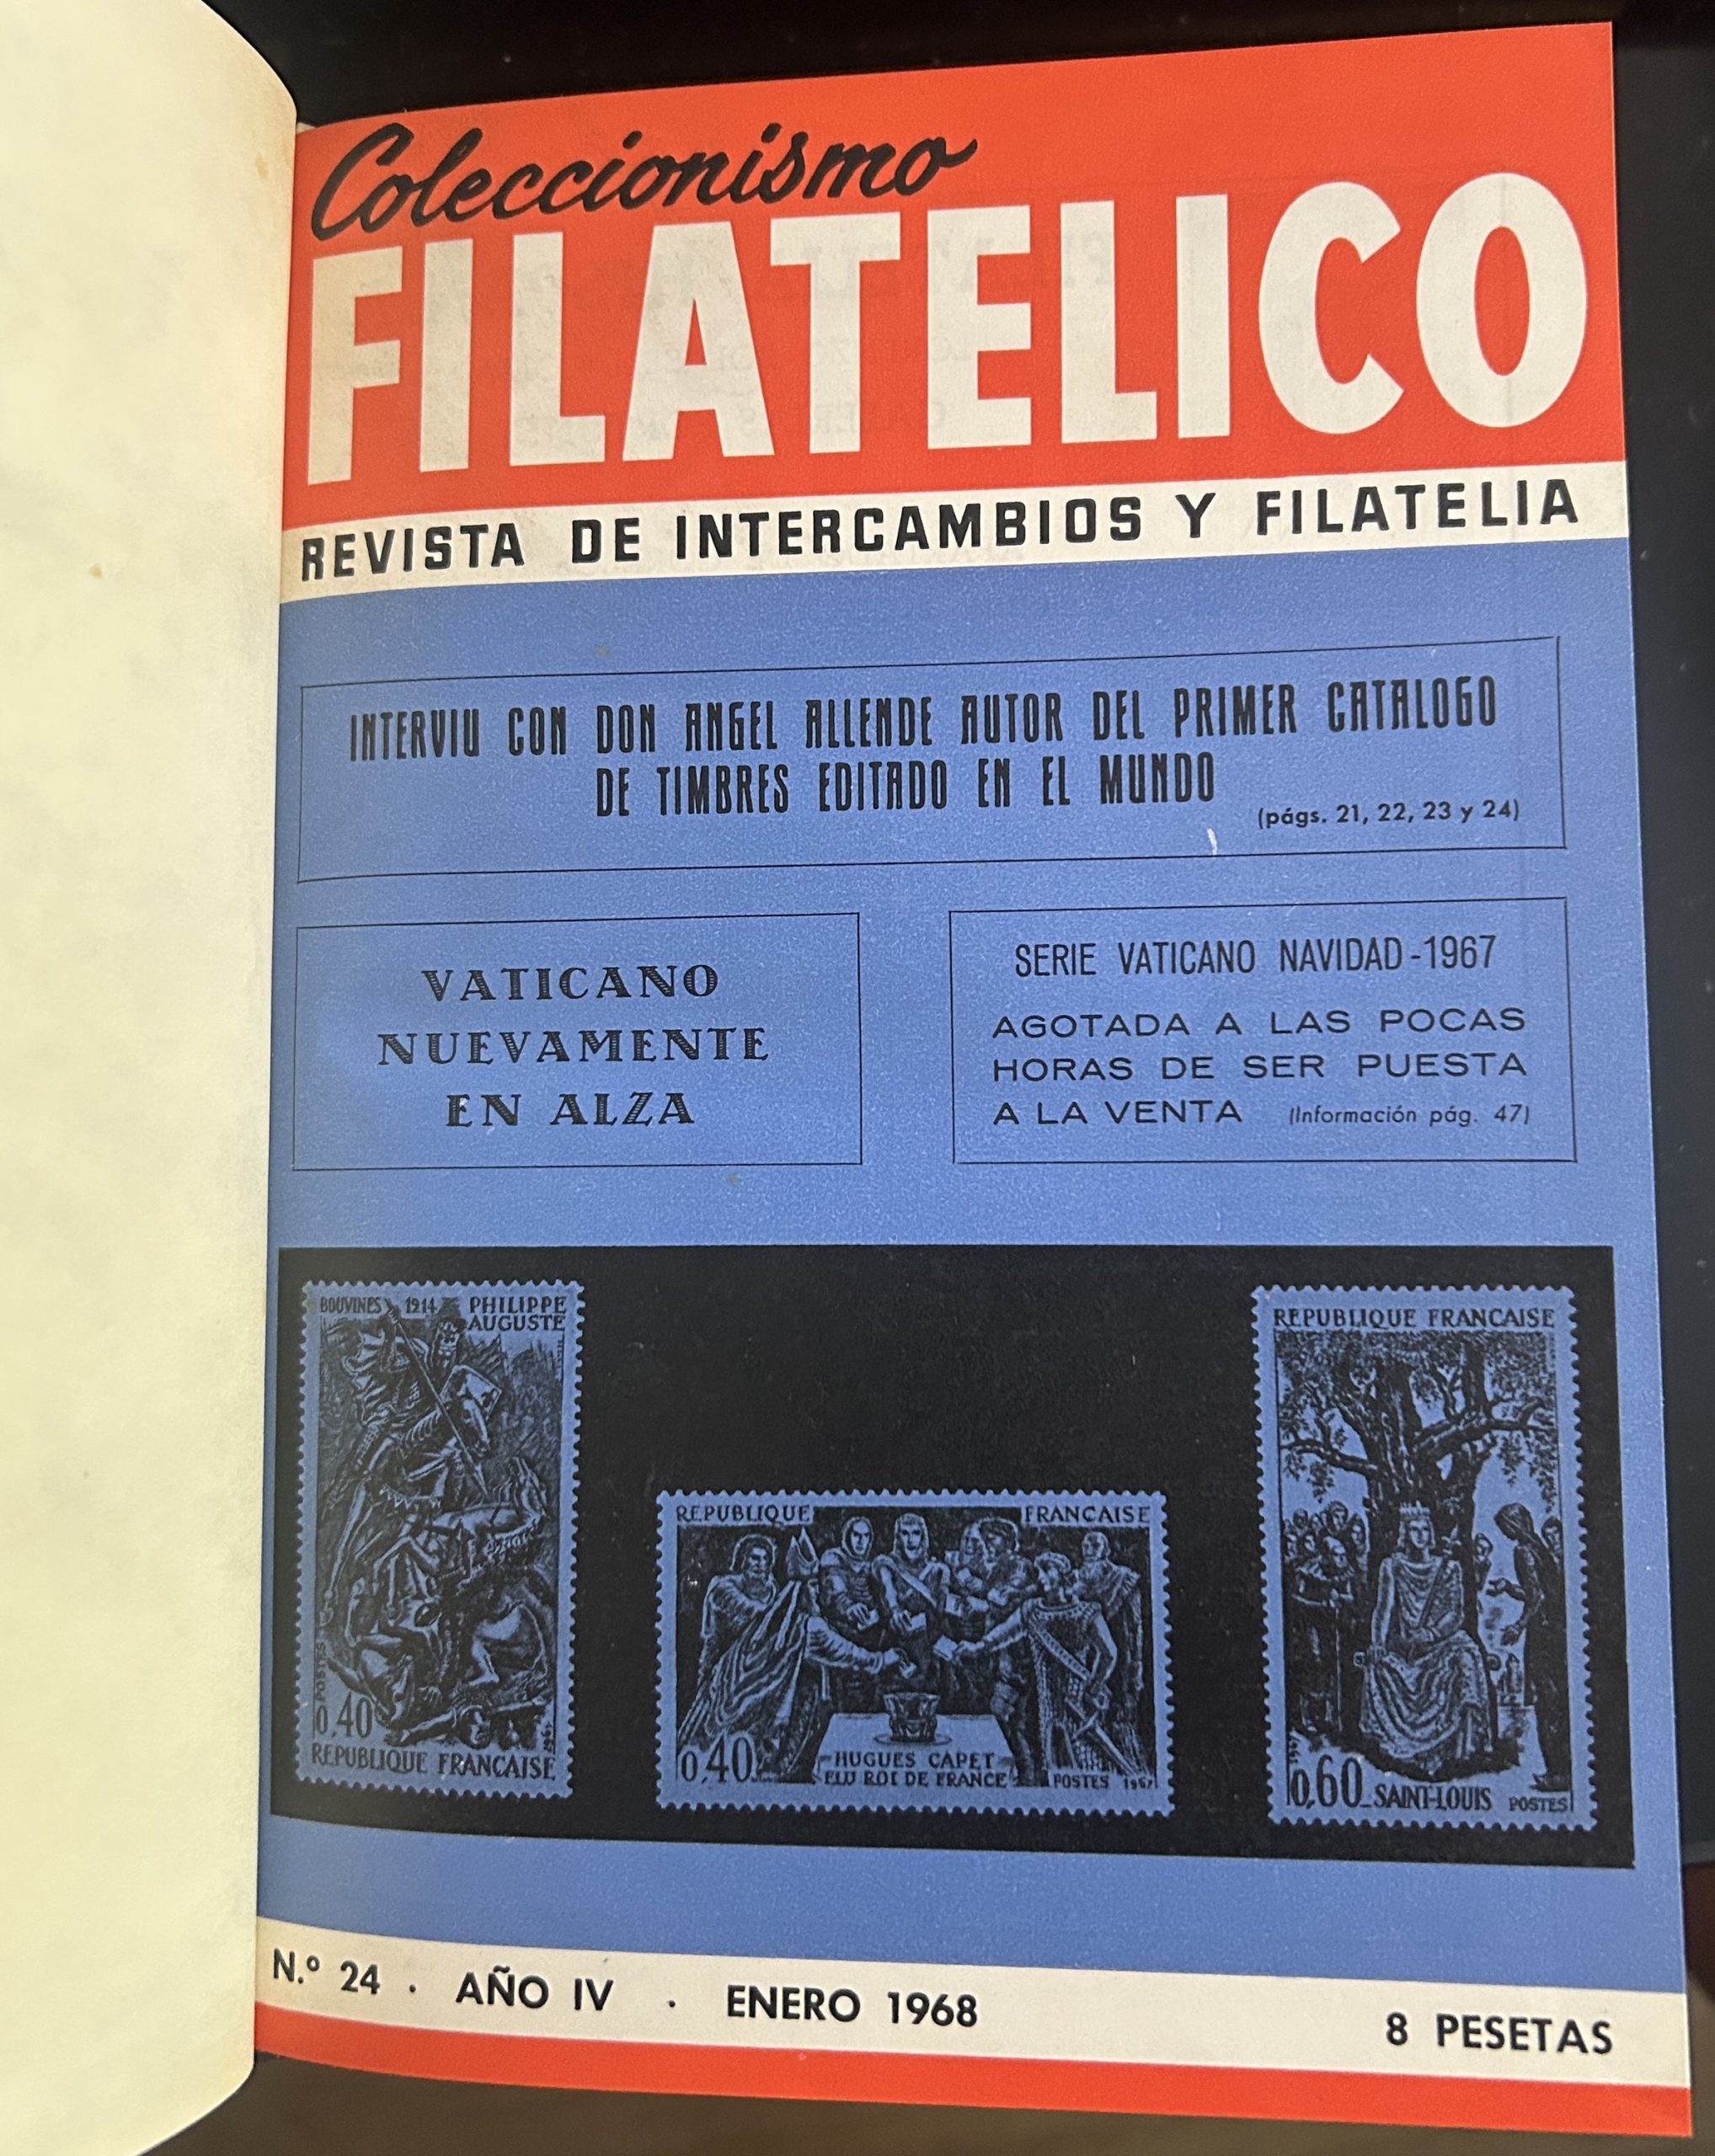 Coleccionismo
FILATELICO
REVISTA DE INTERCAMBIOS Y FILATELIA
INTERVIU CON DON ANGEL ALLENDE AUTOR DEL PRIMER CATALOGO
DE TIMBRES EDITADO EN EL MUNDO
(págs. 21, 22, 23 y 24)
VATICANO
NUEVAMENTE
EN ALZA
SERIE VATICANO NAVIDAD-1967
AGOTADA A LAS POCAS
HORAS DE SER PUESTA
A LA VENTA (Información pág. 47)
BOUVINES 1214 PHILIPPE
AUGUSTE
POSTES
0,40
REPUBLIQUE FRANCAISE
1967
REPUBLIQUE FRANCAISE
0,40
HUGUES CAPET
ELU ROI DE FRANCE
POSTES 1967
REPUBLIQUE FRANCAISE
1967
0,60 SAINT-LOUIS POSTES
N.º 24 . AÑO IV . ENERO 1968
8 PESETAS